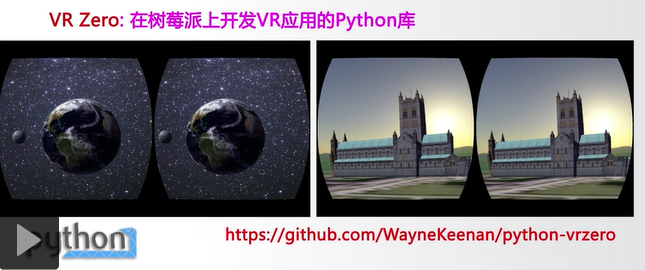 VR Zero: 在树莓派上开发VR应用的Python库
python
https://github.com/WayneKeenan/python-vrzero